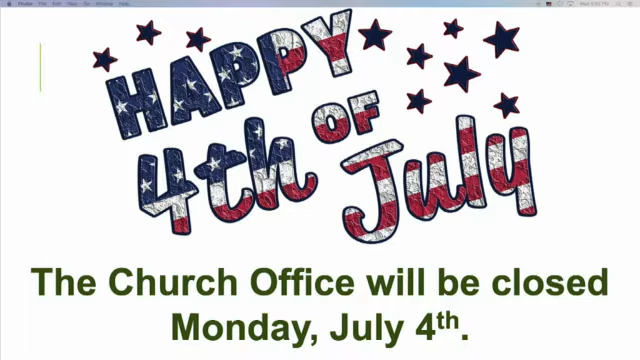 HAPPY
4th OF July
The Church Office will be closed
Monday, July 4th.